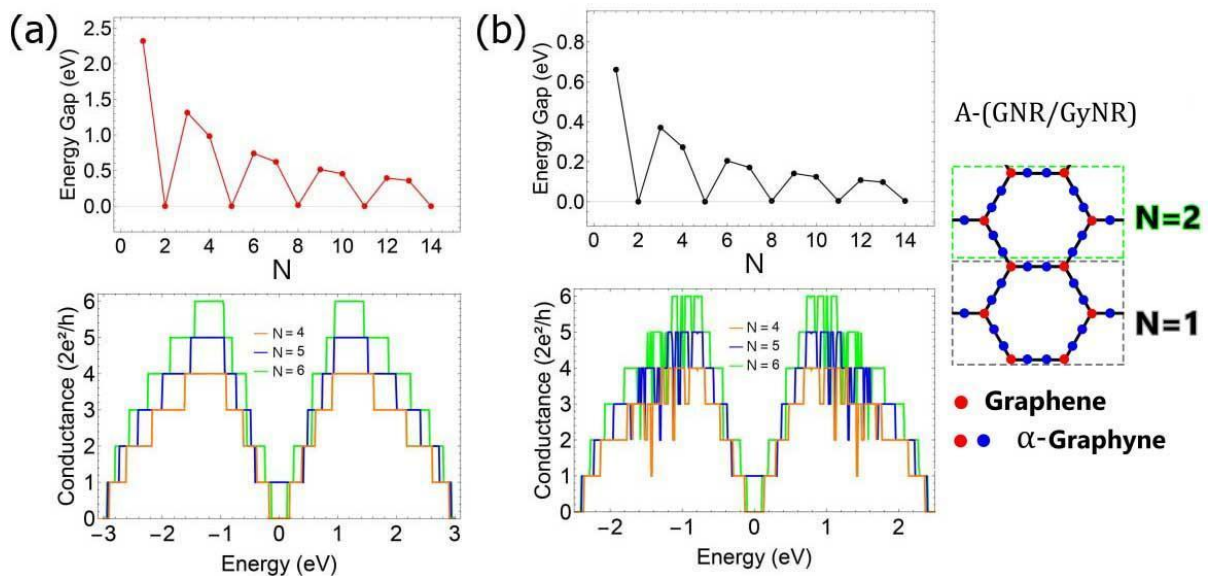 (a)
Energy Gap (eV)
2.5
2.0
1.5
1.0
0.5
0.0
0 2 4 6 8 10 12 14
N
Conductance (2e²/h)
6
5
4
3
2
1
0
N = 4
N = 5
N = 6
−3 −2 −1 0 1 2 3
Energy (eV)
(b)
Energy Gap (eV)
0.8
0.6
0.4
0.2
0.0
0 2 4 6 8 10 12 14
N
Conductance (2e²/h)
6
5
4
3
2
1
0
N = 4
N = 5
N = 6
−2 −1 0 1 2
Energy (eV)
A-(GNR/GyNR)
N=2
N=1
Graphene
α-Graphyne